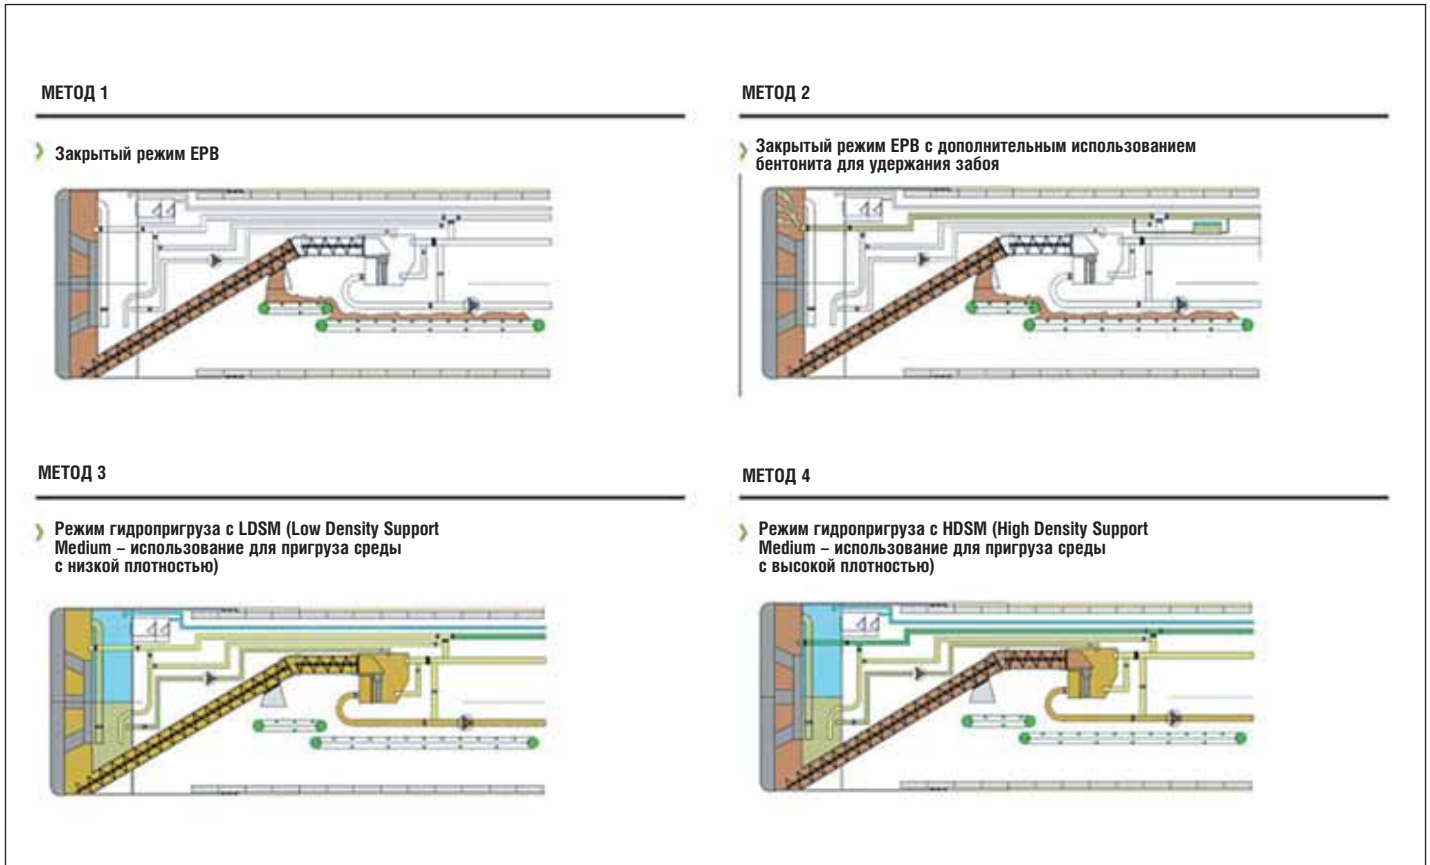 МЕТОД 1
Закрытый режим EPB
МЕТОД 2
Закрытый режим EPB с дополнительным использованием
бентонита для удержания забоя
МЕТОД 3
Режим гидропригруза с LDSM (Low Density Support
Medium – использование для пригруза среды
с низкой плотностью)
МЕТОД 4
Режим гидропригруза с HDSM (High Density Support
Medium – использование для пригруза среды
с высокой плотностью)